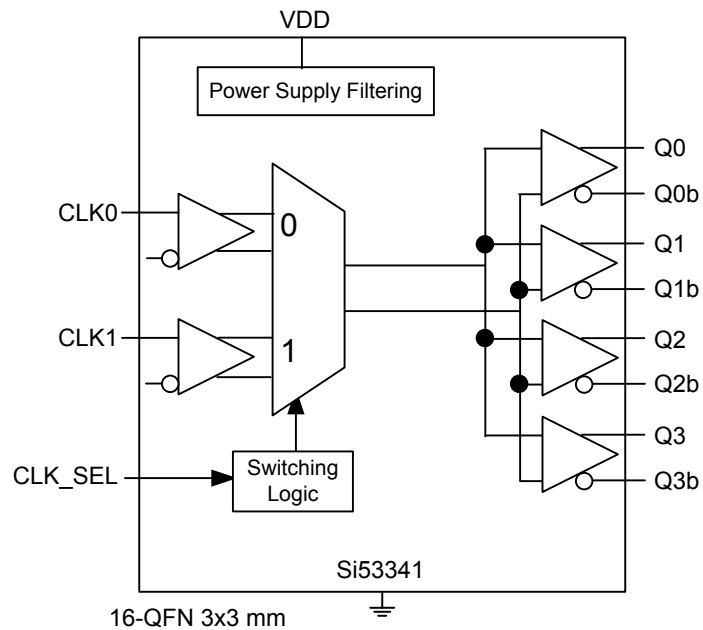 VDD
Power Supply Filtering
CLK0
0
CLK1
1
CLK_SEL
Switching
Logic
Q0
Q0b
Q1
Q1b
Q2
Q2b
Q3
Q3b
Si53341
16-QFN 3x3 mm